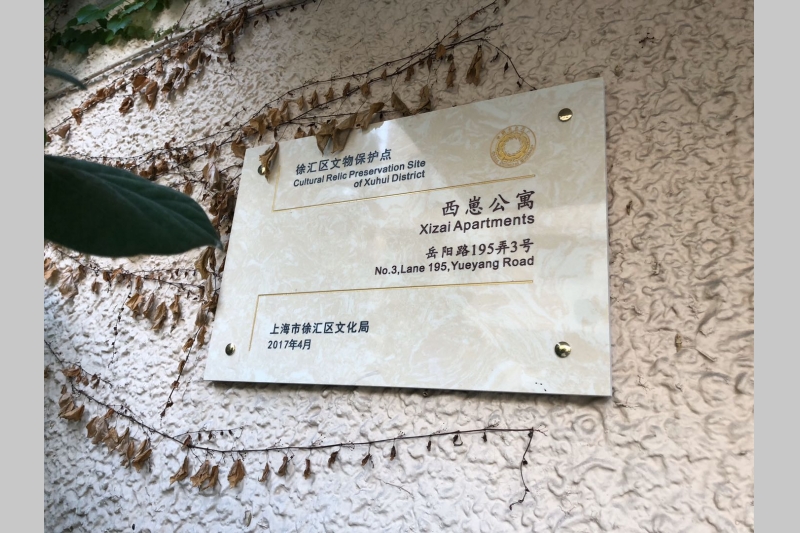 徐汇区文物保护点
Cultural Relic Preservation Site
of Xuhui District
西崽公寓
Xizai Apartments
岳阳路195弄3号
No.3,Lane 195,Yueyang Road
上海市徐汇区文化局
2017年4月